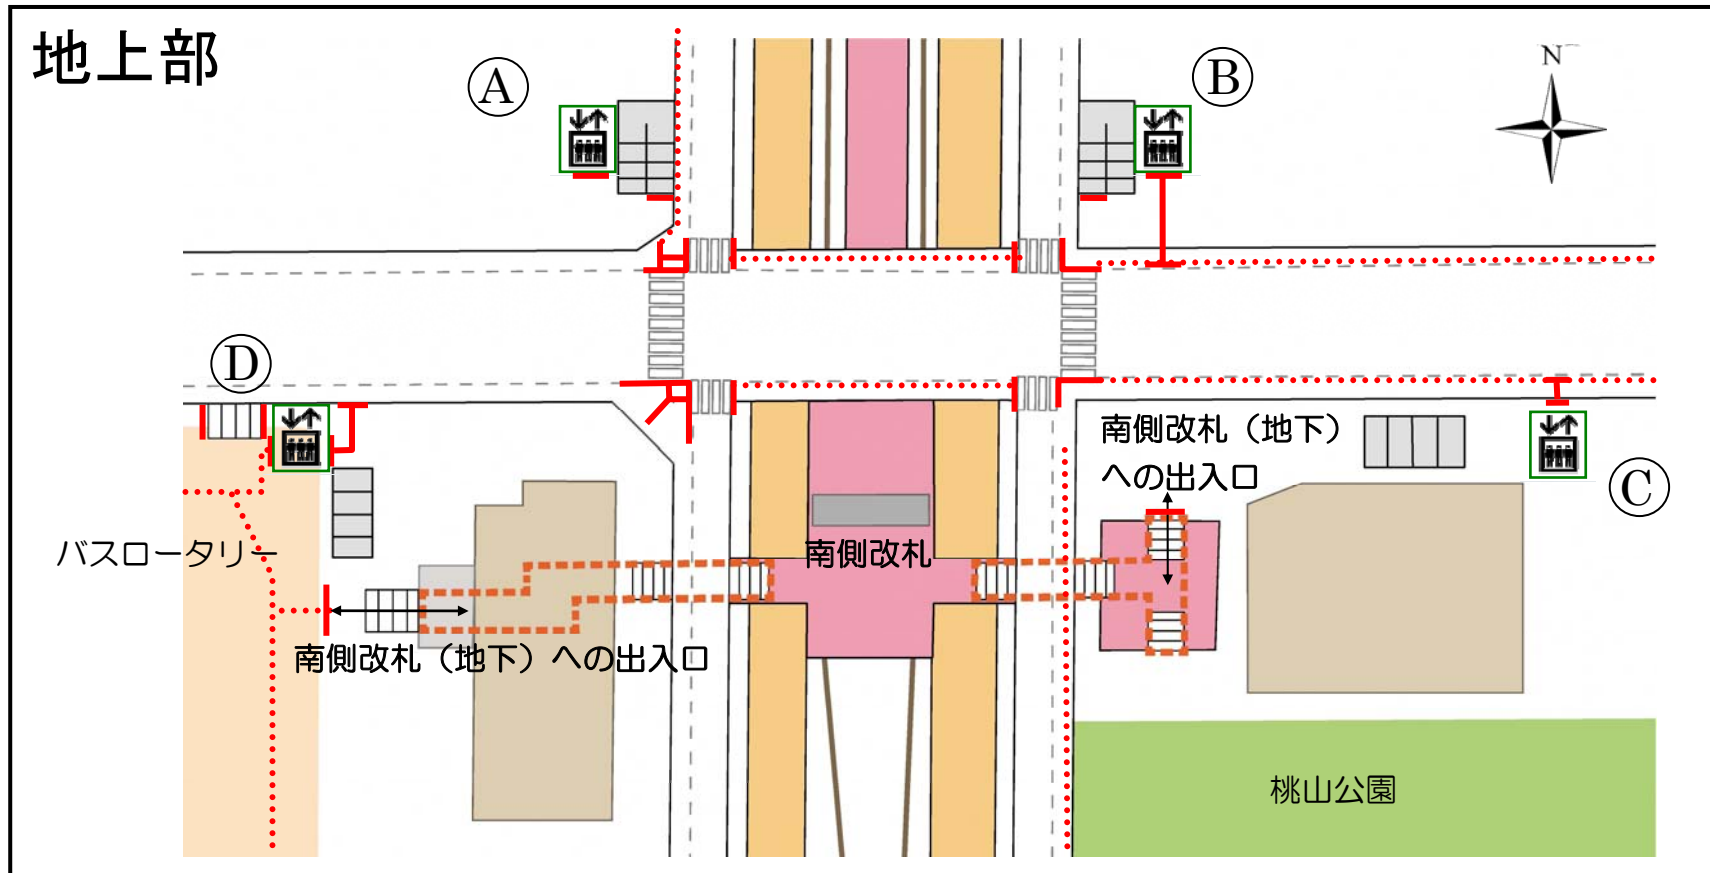 地上部
A
B
N
D
南側改札（地下）
への出入口
C
バスロータリー
南側改札
南側改札（地下）への出入口
桃山公園